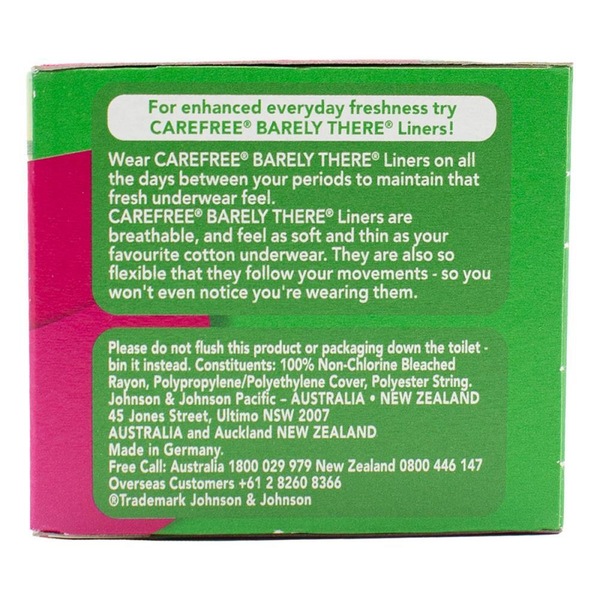 For enhanced everyday freshness try
CAREFREE® BARELY THERE® Liners!
Wear CAREFREE® BARELY THERE® Liners on all
the days between your periods to maintain that
fresh underwear feel.
CAREFREE® BARELY THERE® Liners are
breathable, and feel as soft and thin as your
favourite cotton underwear. They are also so
flexible that they follow your movements - so you
won't even notice you're wearing them.
Please do not flush this product or packaging down the toilet -
bin it instead. Constituents: 100% Non-Chlorine Bleached
Rayon, Polypropylene/Polyethylene Cover, Polyester String.
Johnson & Johnson Pacific – AUSTRALIA • NEW ZEALAND
45 Jones Street, Ultimo NSW 2007
AUSTRALIA and Auckland NEW ZEALAND
Made in Germany.
Free Call: Australia 1800 029 979 New Zealand 0800 446 147
Overseas Customers +61 2 8260 8366
®Trademark Johnson & Johnson